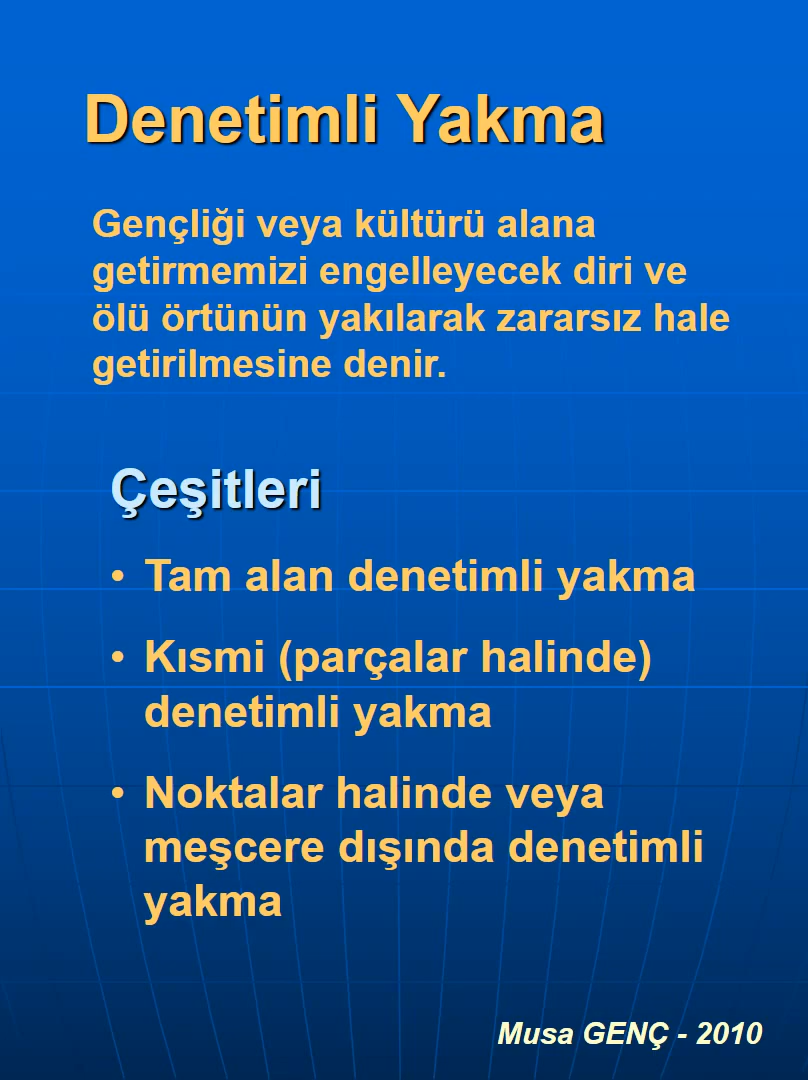 Denetimli Yakma
Gençliği veya kültürü alana
getirmemizi engelleyecek diri ve
ölü örtünün yakılarak zararsız hale
getirilmesine denir.
Çeşitleri
• Tam alan denetimli yakma
• Kısmi (parçalar halinde)
denetimli yakma
• Noktalar halinde veya
meşcere dışında denetimli
yakma
Musa GENÇ - 2010